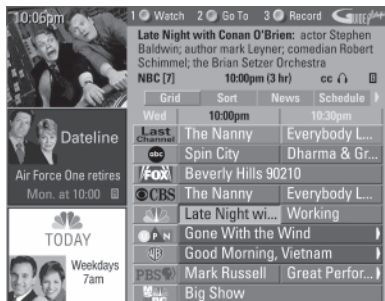 10:05pm
1 Watch 2 Go To 3 Record GUIDE Plus
Late Night with Conan O'Brien: actor Stephen
Baldwin; author mark Leyner; comedian Robert
Schimmel; the Brian Setzer Orchestra
NBC [7] 10:00pm (3 hr) cc
Grid Sort News Schedule
Wed 10:00pm 10:30pm
Last Channel The Nanny Everybody L...
abc Spin City Dharma & Gr...
FOX Beverly Hills 90210
CBS The Nanny Everybody L...
Late Night wi... Working
OPN Gone With the Wind
WB Good Morning, Vietnam
PBS Mark Russell Great Perfor...
Big Show
Dateline
Air Force One retires
Mon. at 10:00
TODAY
Weekdays
7am